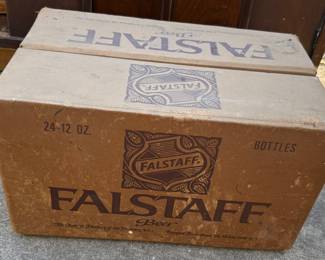 FALSTAFF
Beer
FALSTAFF
24-12 OZ.
BOTTLES
FALSTAFF
FALSTAFF
Beer